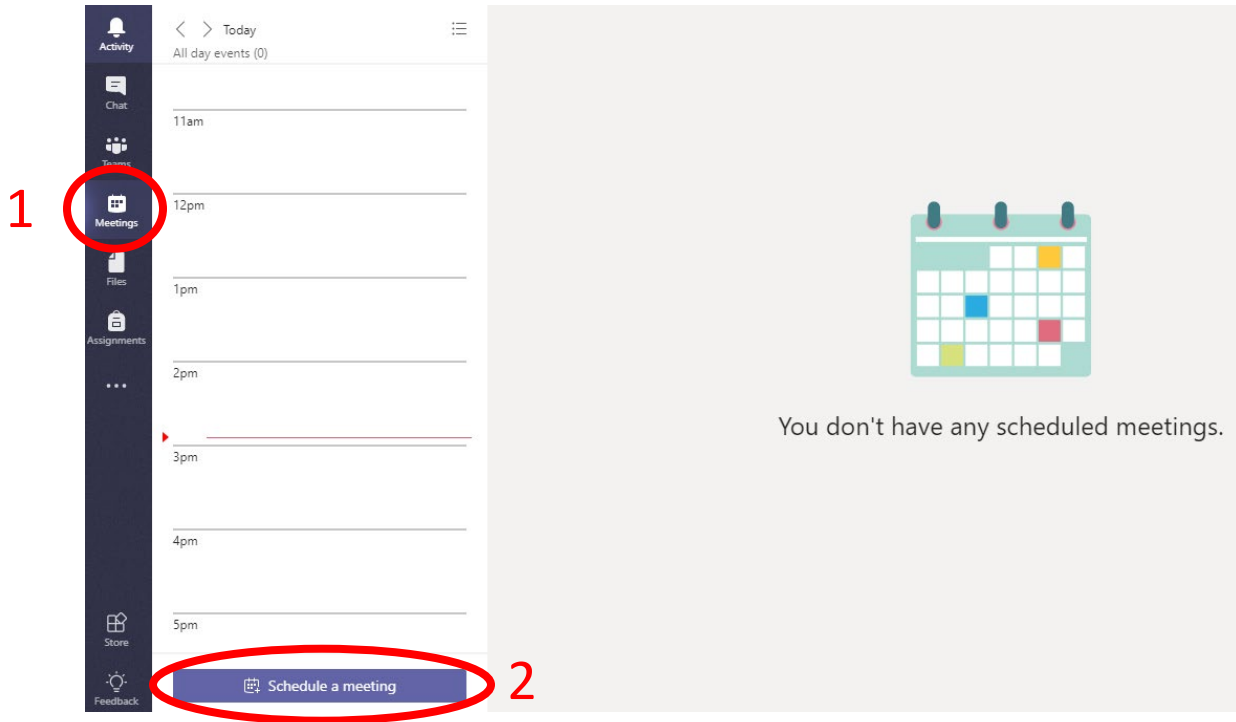 Activity
Chat
Teams
1
Meetings
Files
Assignments
Store
Feedback
Today
All day events (0)
11am
12pm
1pm
2pm
3pm
4pm
5pm
Schedule a meeting
2
You don't have any scheduled meetings.